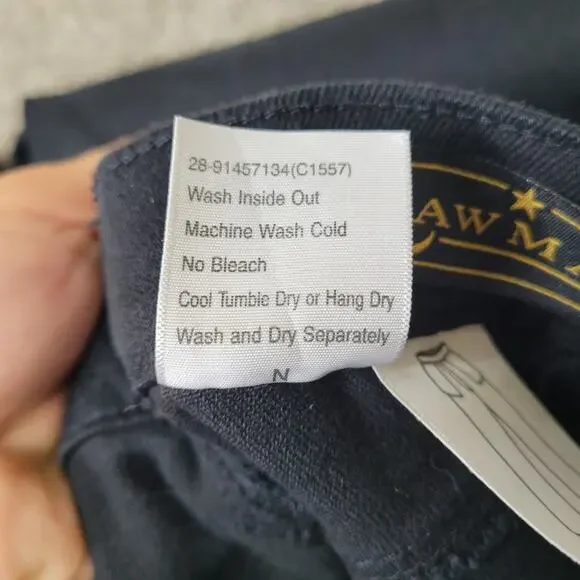 28-91457134(C1557)
Wash Inside Out
Machine Wash Cold
No Bleach
Cool Tumble Dry or Hang Dry
Wash and Dry Separately
N
AWMA